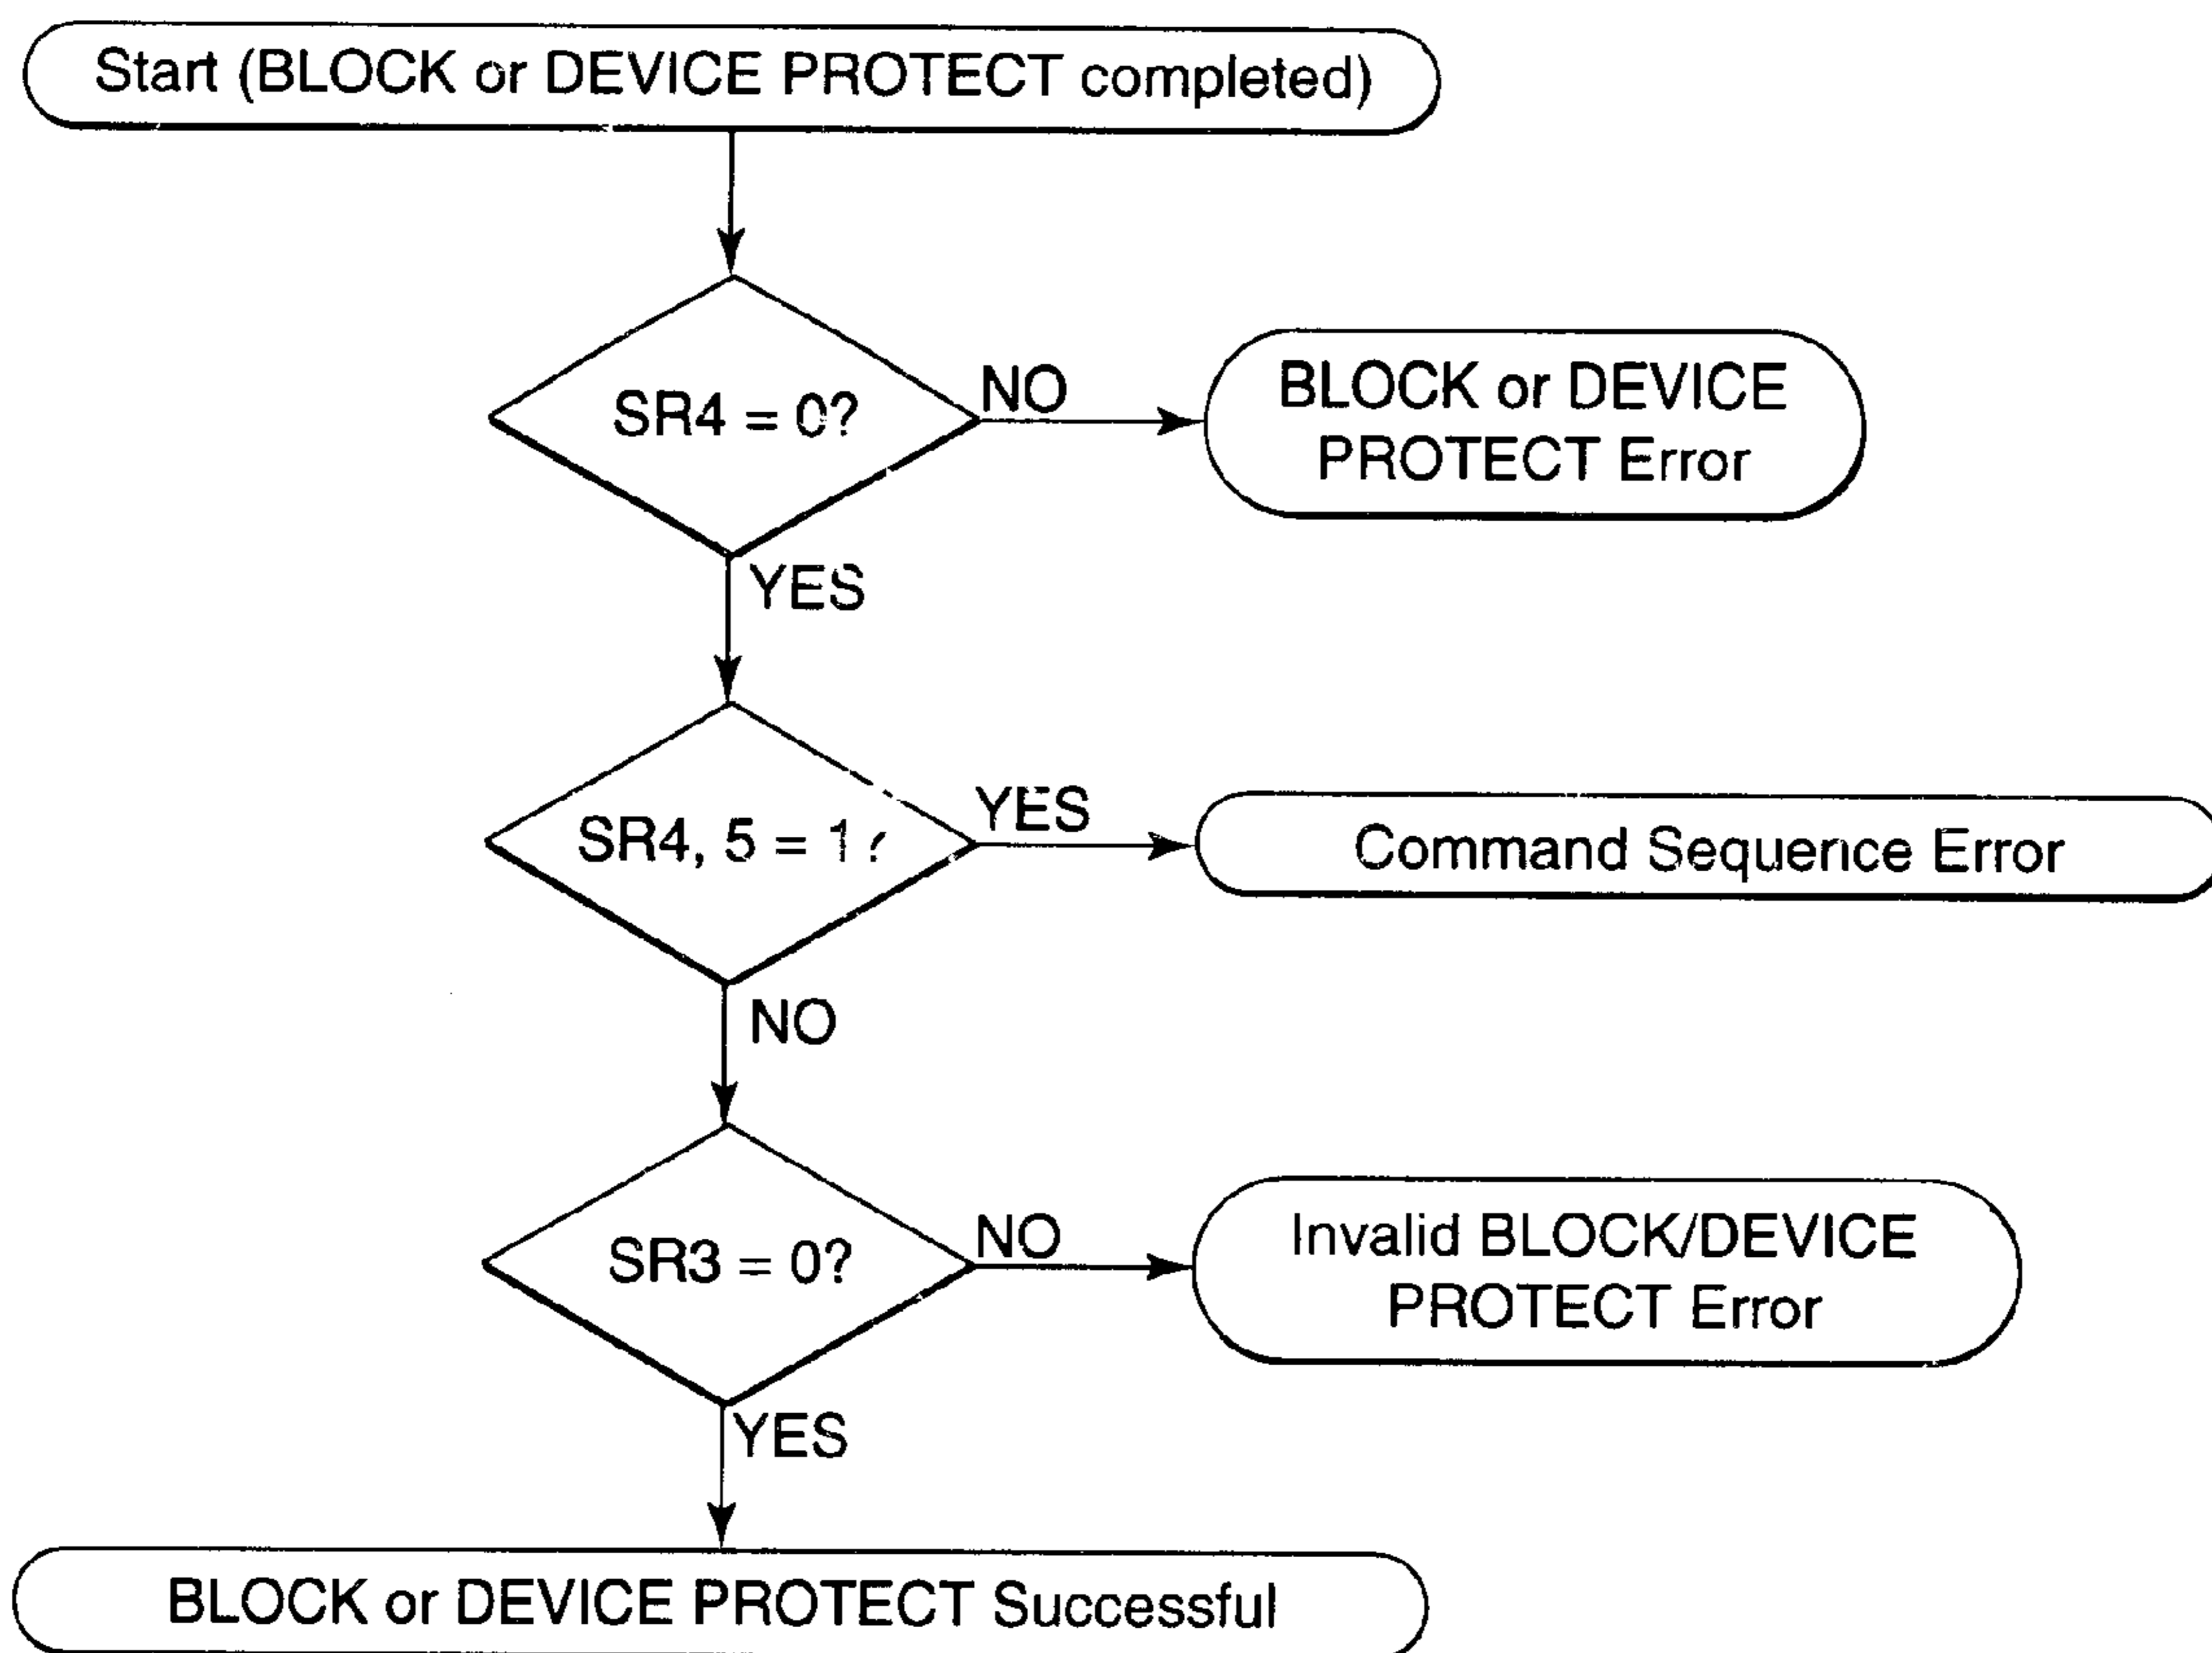 Start (BLOCK or DEVICE PROTECT completed)
SR4 = 0?
NO
BLOCK or DEVICE
PROTECT Error
YES
SR4, 5 = 1?
YES
Command Sequence Error
NO
SR3 = 0?
NO
Invalid BLOCK/DEVICE
PROTECT Error
YES
BLOCK or DEVICE PROTECT Successful